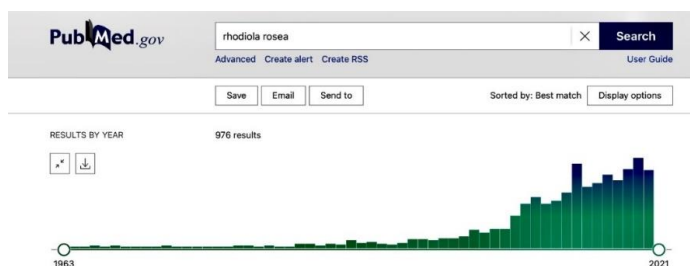 PubMed.gov
rhodiola rosea
Search
Advanced Create alert Create RSS
User Guide
Save Email Send to
Sorted by: Best match Display options
RESULTS BY YEAR
976 results
1963
2021